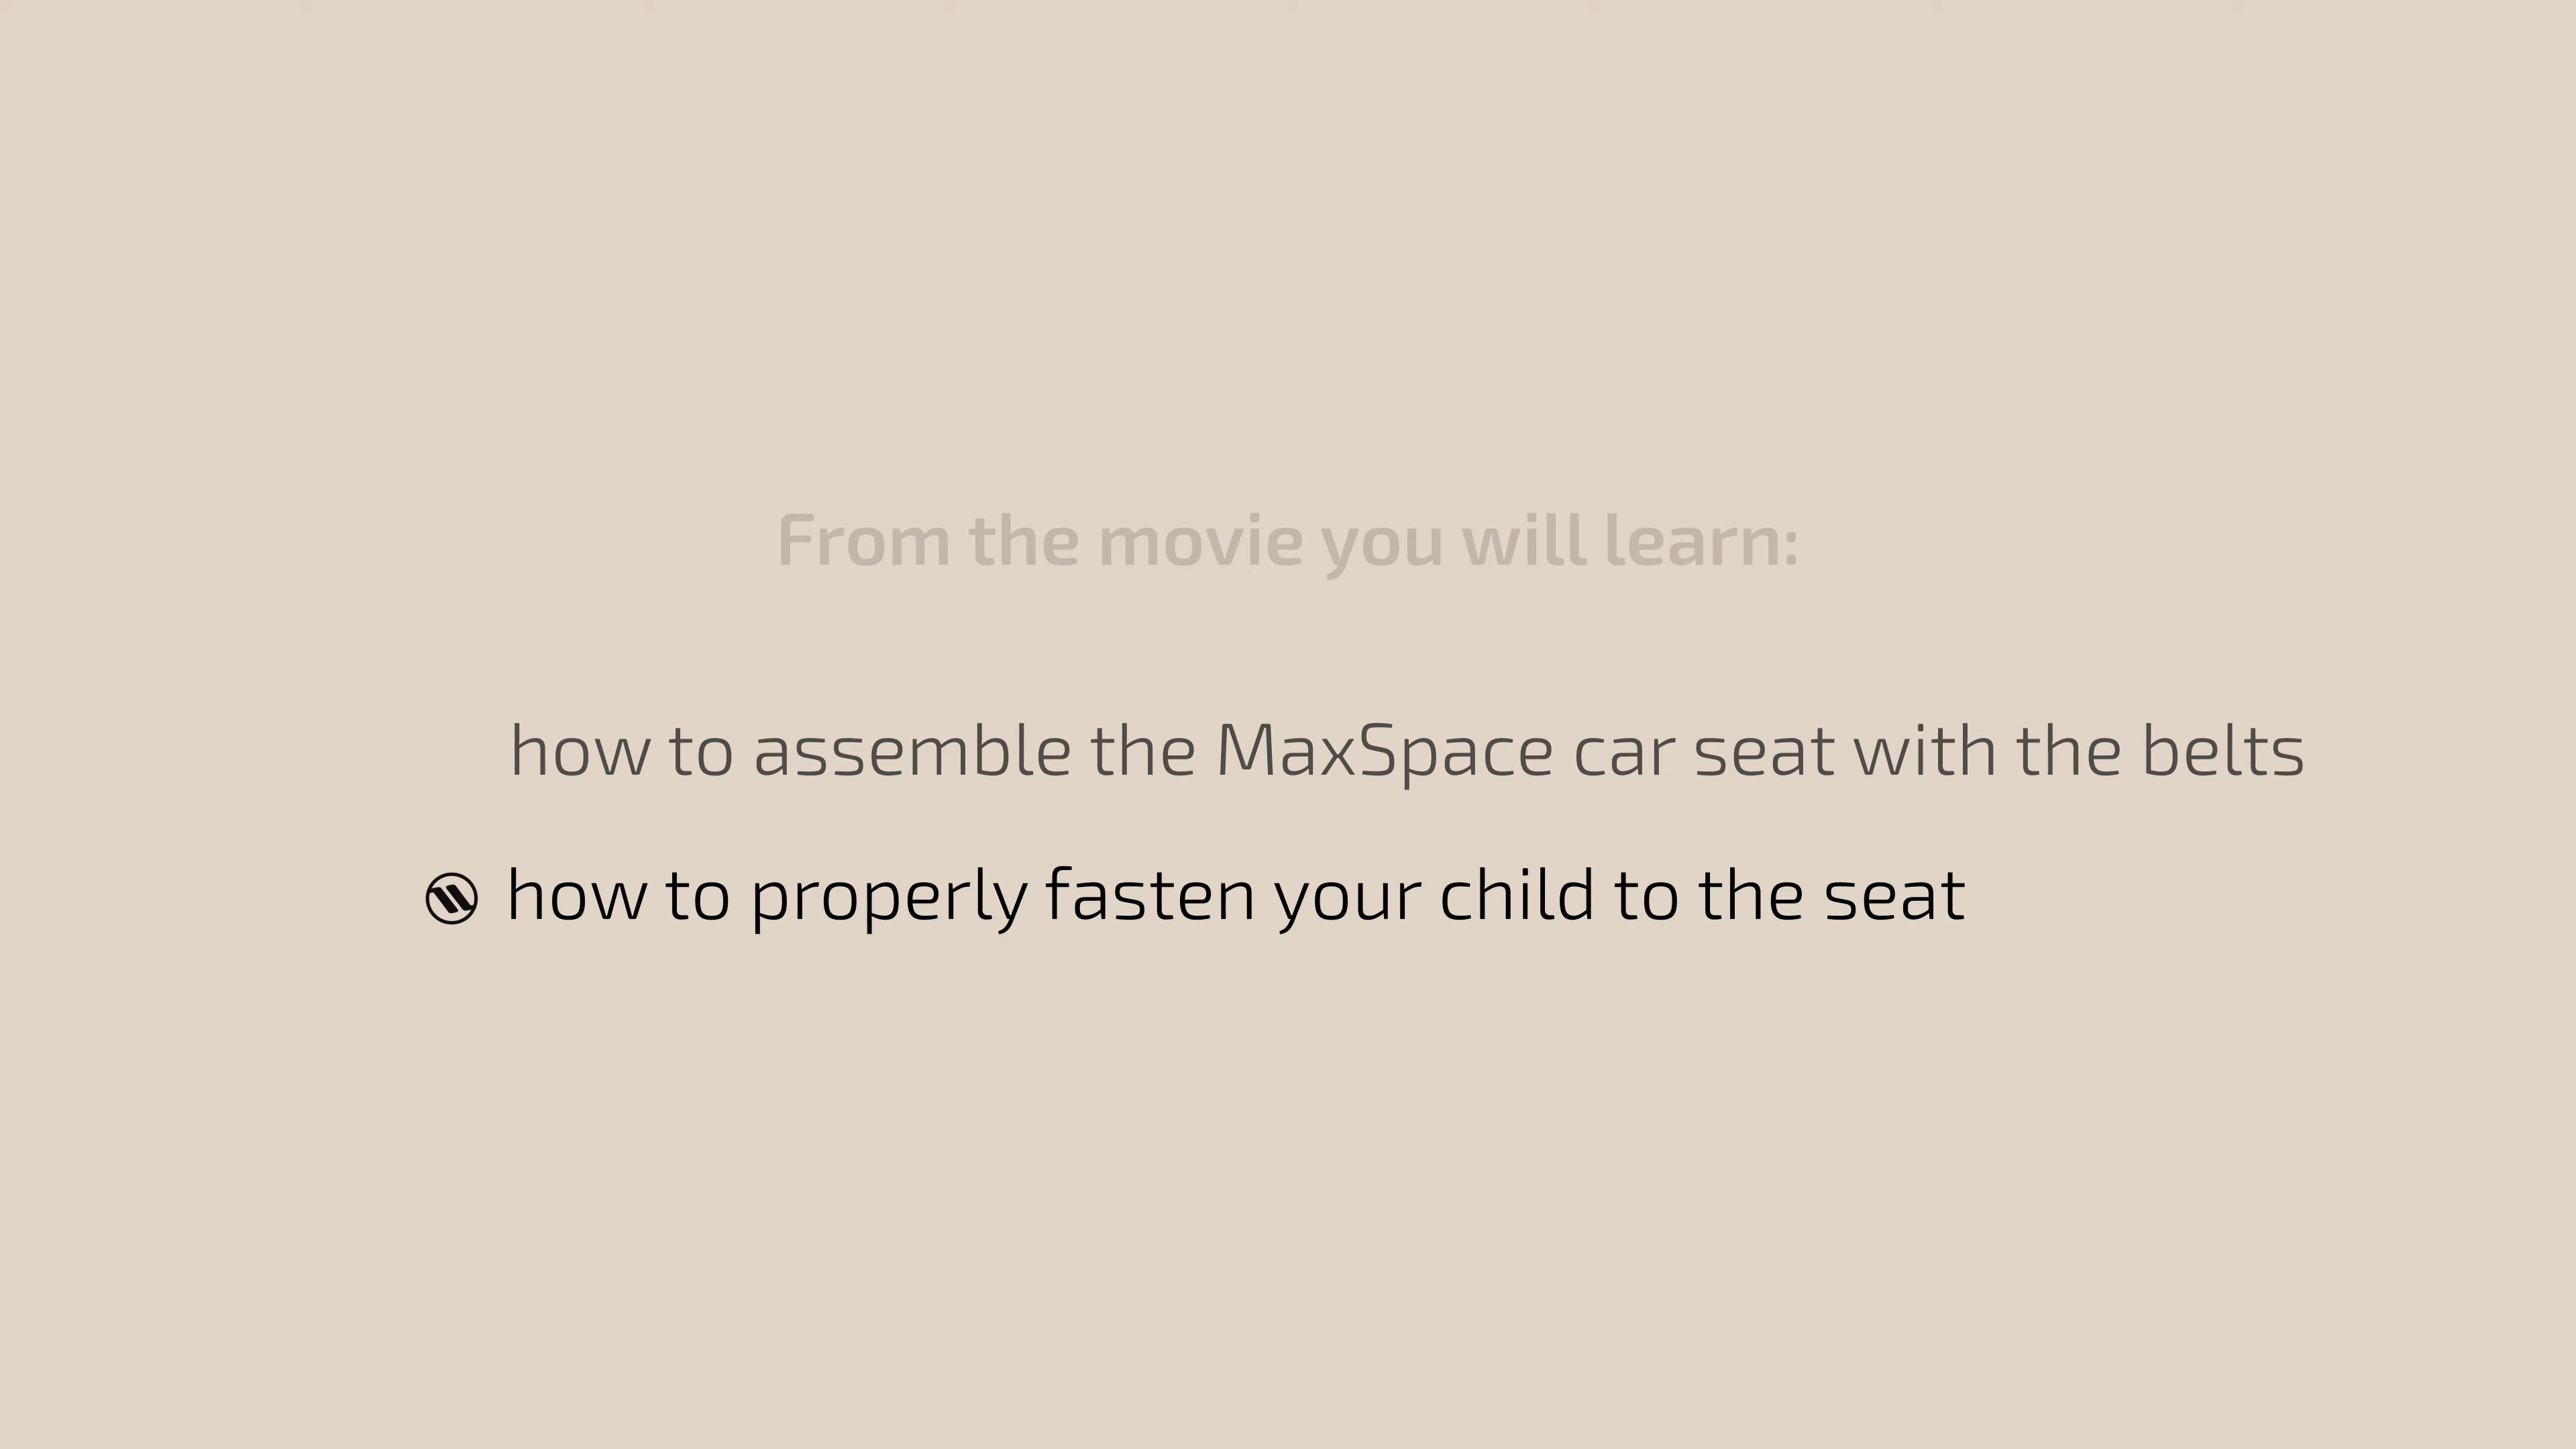 From the movie you will learn:
how to assemble the MaxSpace car seat with the belts
how to properly fasten your child to the seat